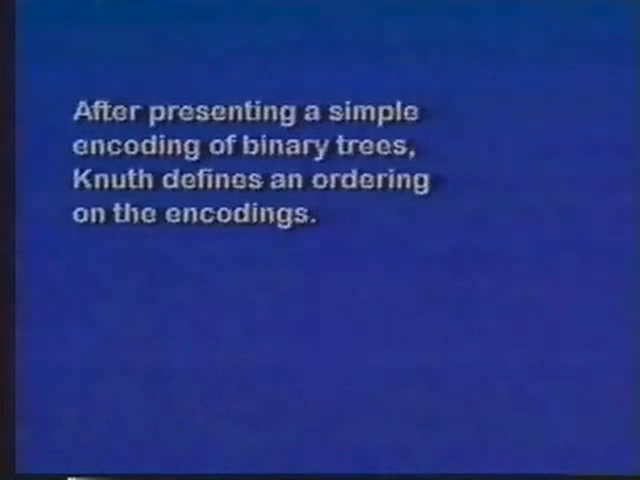 After presenting a simple
encoding of binary trees,
Knuth defines an ordering
on the encodings.